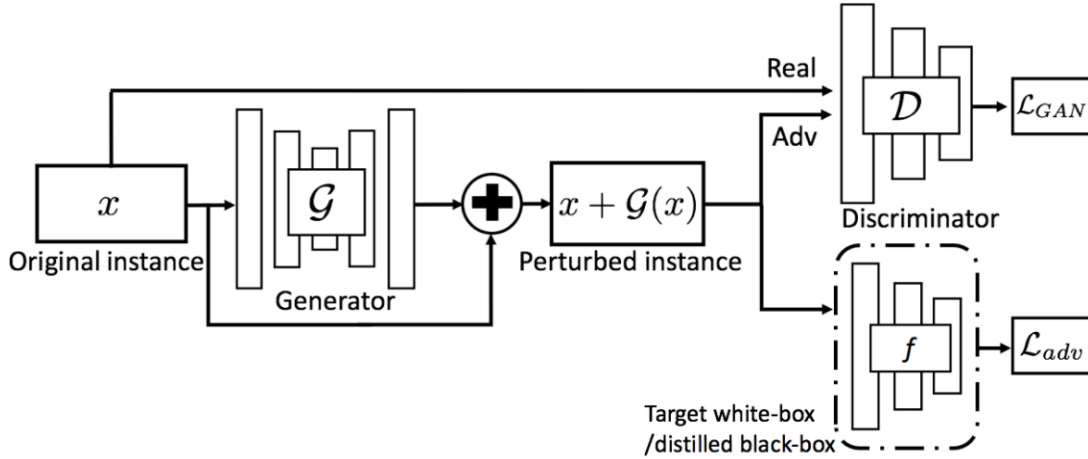 Real
𝒟
ℒ_GAN
Adv
x
𝒢
x + 𝒢(x)
Discriminator
Original instance
Generator
Perturbed instance
f
ℒ_adv
Target white-box
/distilled black-box